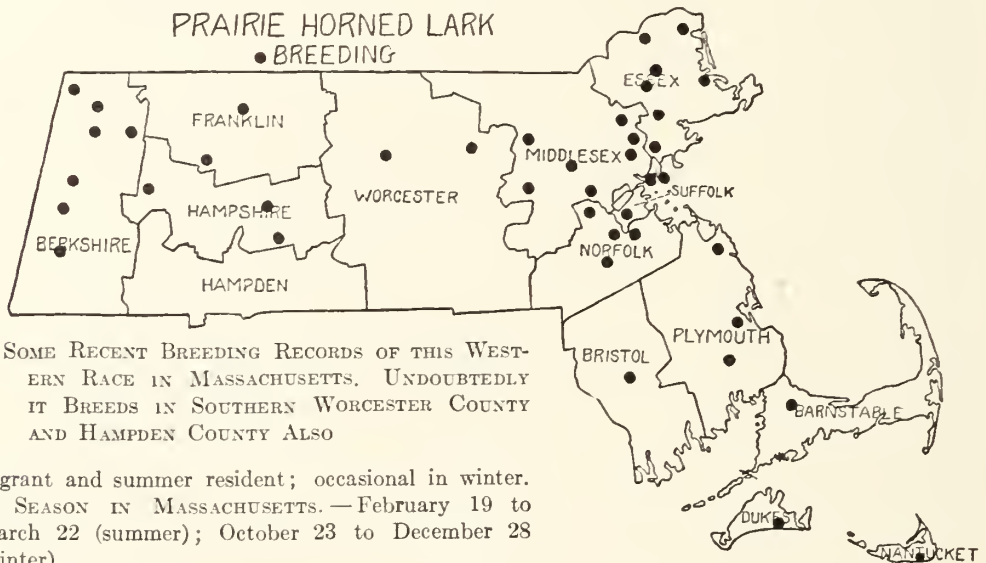 PRAIRIE HORNED LARK
BREEDING
ESSEX
FRANKLIN
MIDDLESEX
WORCESTER
SUFFOLK
HAMPSHIRE
BERKSHIRE
NORFOLK
HAMPDEN
PLYMOUTH
BRISTOL
BARNSTABLE
DUKES
NANTUCKET
SOME RECENT BREEDING RECORDS OF THIS WEST-
ERN RACE IN MASSACHUSETTS. UNDOUBTEDLY
IT BREEDS IN SOUTHERN WORCESTER COUNTY
AND HAMPDEN COUNTY ALSO
grant and summer resident; occasional in winter.
SEASON IN MASSACHUSETTS. — February 19 to
arch 22 (summer); October 23 to December 28
inter)